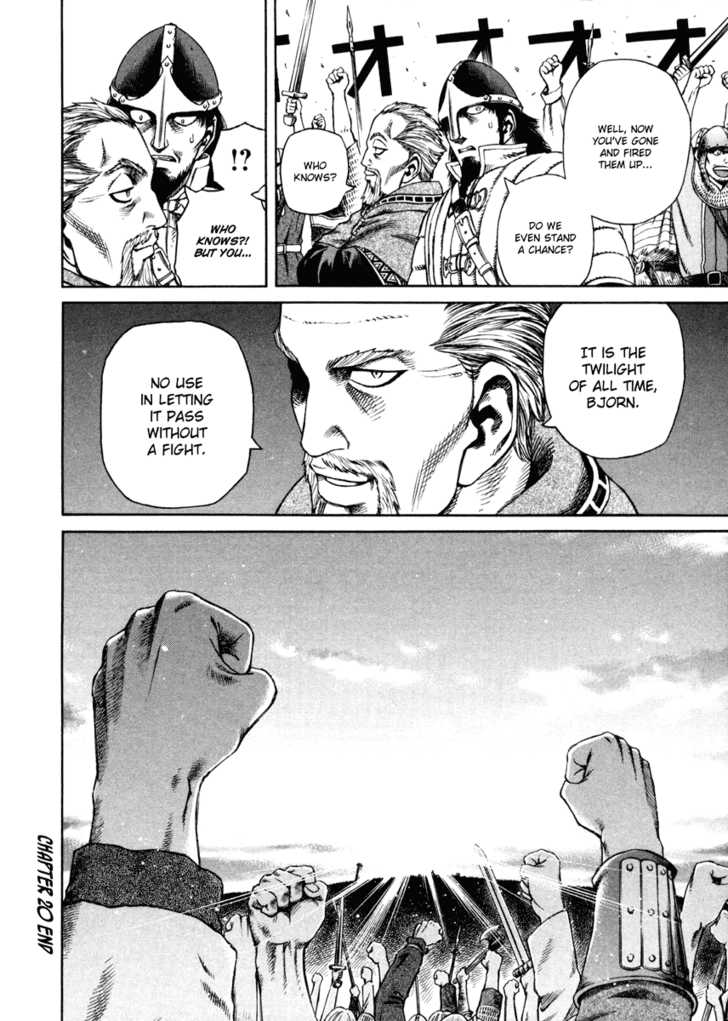 オ
オ
オ
オ
WELL, NOW
YOU'VE GONE
AND FIRED
THEM UP...
DO WE
EVEN STAND
A CHANCE?
WHO
KNOWS?
!?
WHO
KNOWS?!
BUT YOU...
IT IS THE
TWILIGHT
OF ALL TIME,
BJORN.
NO USE
IN LETTING
IT PASS
WITHOUT
A FIGHT.
CHAPTER 20 END